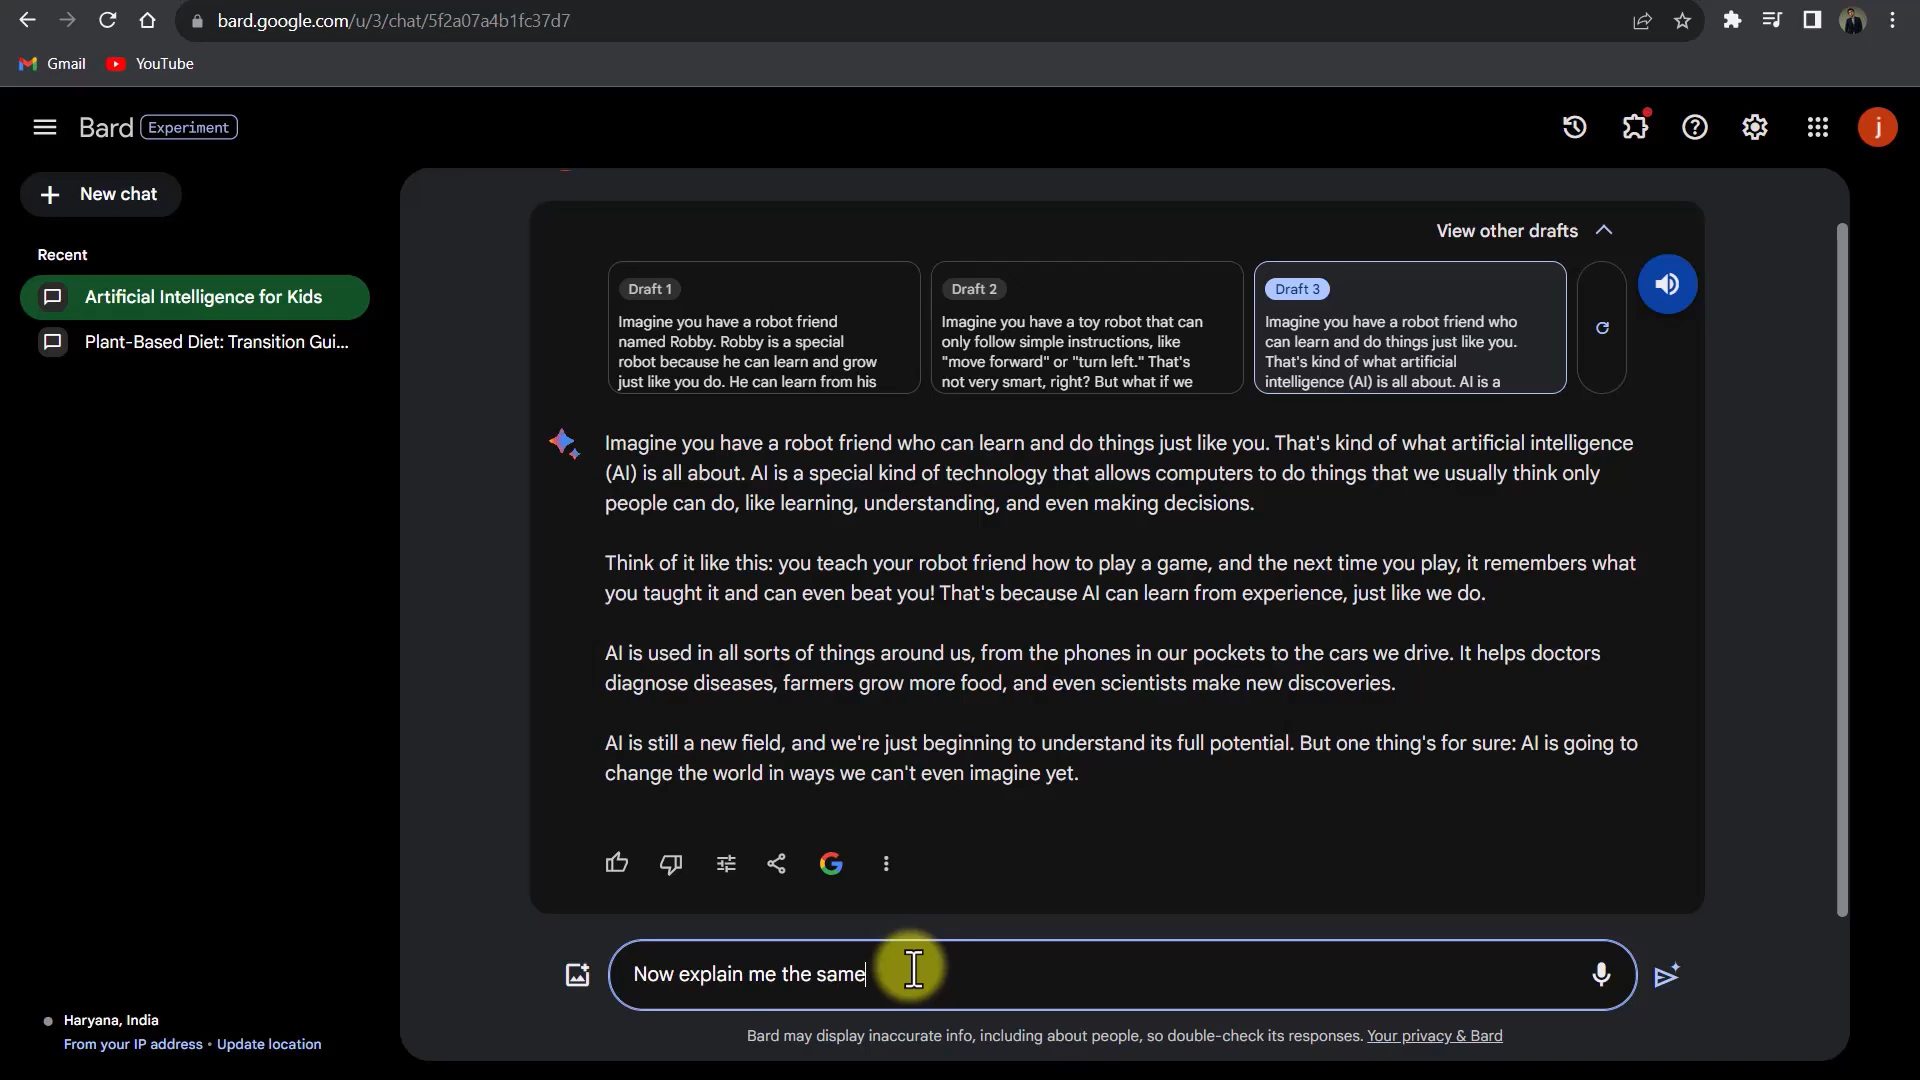 bard.google.com/u/3/chat/5f2a07a4b1fc37d7
Gmail
YouTube
Bard
Experiment
j
New chat
Recent
Artificial Intelligence for Kids
Plant-Based Diet: Transition Gui...
View other drafts
Draft 1
Imagine you have a robot friend
named Robby. Robby is a special
robot because he can learn and grow
just like you do. He can learn from his
Draft 2
Imagine you have a toy robot that can
only follow simple instructions, like
"move forward" or "turn left." That's
not very smart, right? But what if we
Draft 3
Imagine you have a robot friend who
can learn and do things just like you.
That's kind of what artificial
intelligence (AI) is all about. AI is a
Imagine you have a robot friend who can learn and do things just like you. That's kind of what artificial intelligence
(AI) is all about. AI is a special kind of technology that allows computers to do things that we usually think only
people can do, like learning, understanding, and even making decisions.
Think of it like this: you teach your robot friend how to play a game, and the next time you play, it remembers what
you taught it and can even beat you! That's because AI can learn from experience, just like we do.
AI is used in all sorts of things around us, from the phones in our pockets to the cars we drive. It helps doctors
diagnose diseases, farmers grow more food, and even scientists make new discoveries.
AI is still a new field, and we're just beginning to understand its full potential. But one thing's for sure: AI is going to
change the world in ways we can't even imagine yet.
Now explain me the same
Haryana, India
From your IP address • Update location
Bard may display inaccurate info, including about people, so double-check its responses. Your privacy & Bard